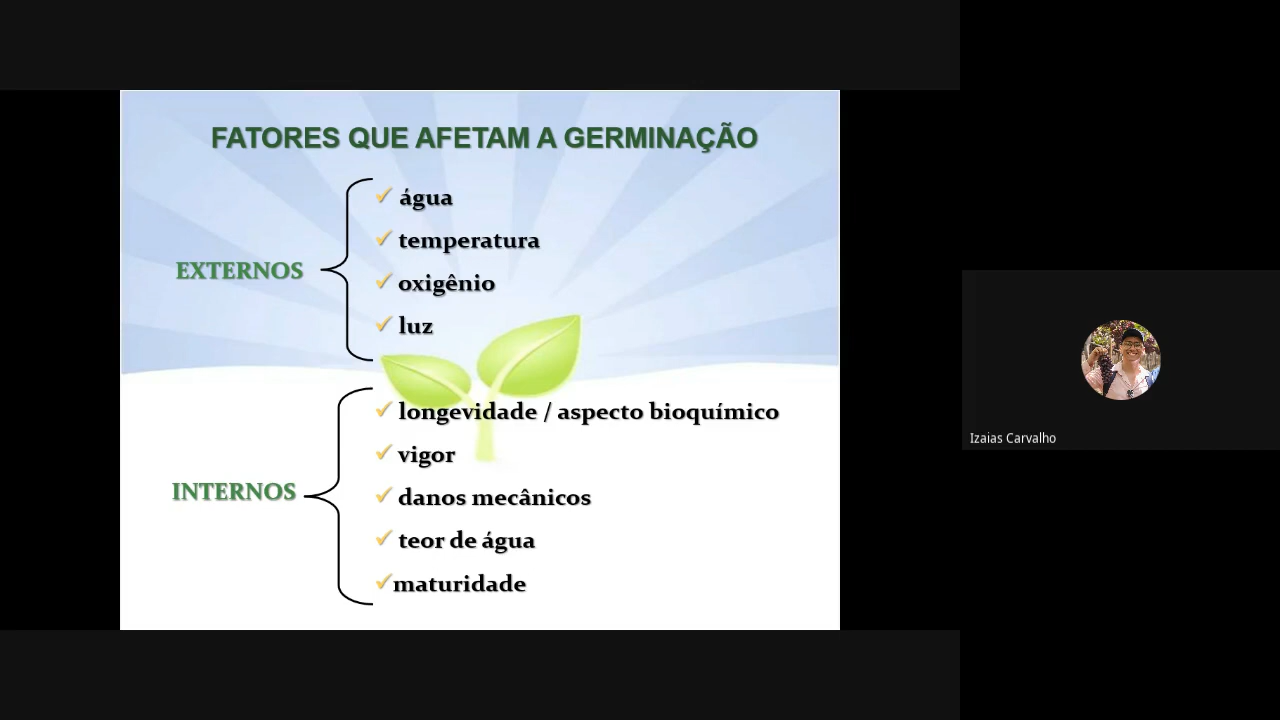 FATORES QUE AFETAM A GERMINAÇÃO
EXTERNOS
água
temperatura
oxigênio
luz
INTERNOS
longevidade / aspecto bioquímico
vigor
danos mecânicos
teor de água
maturidade
Izaias Carvalho